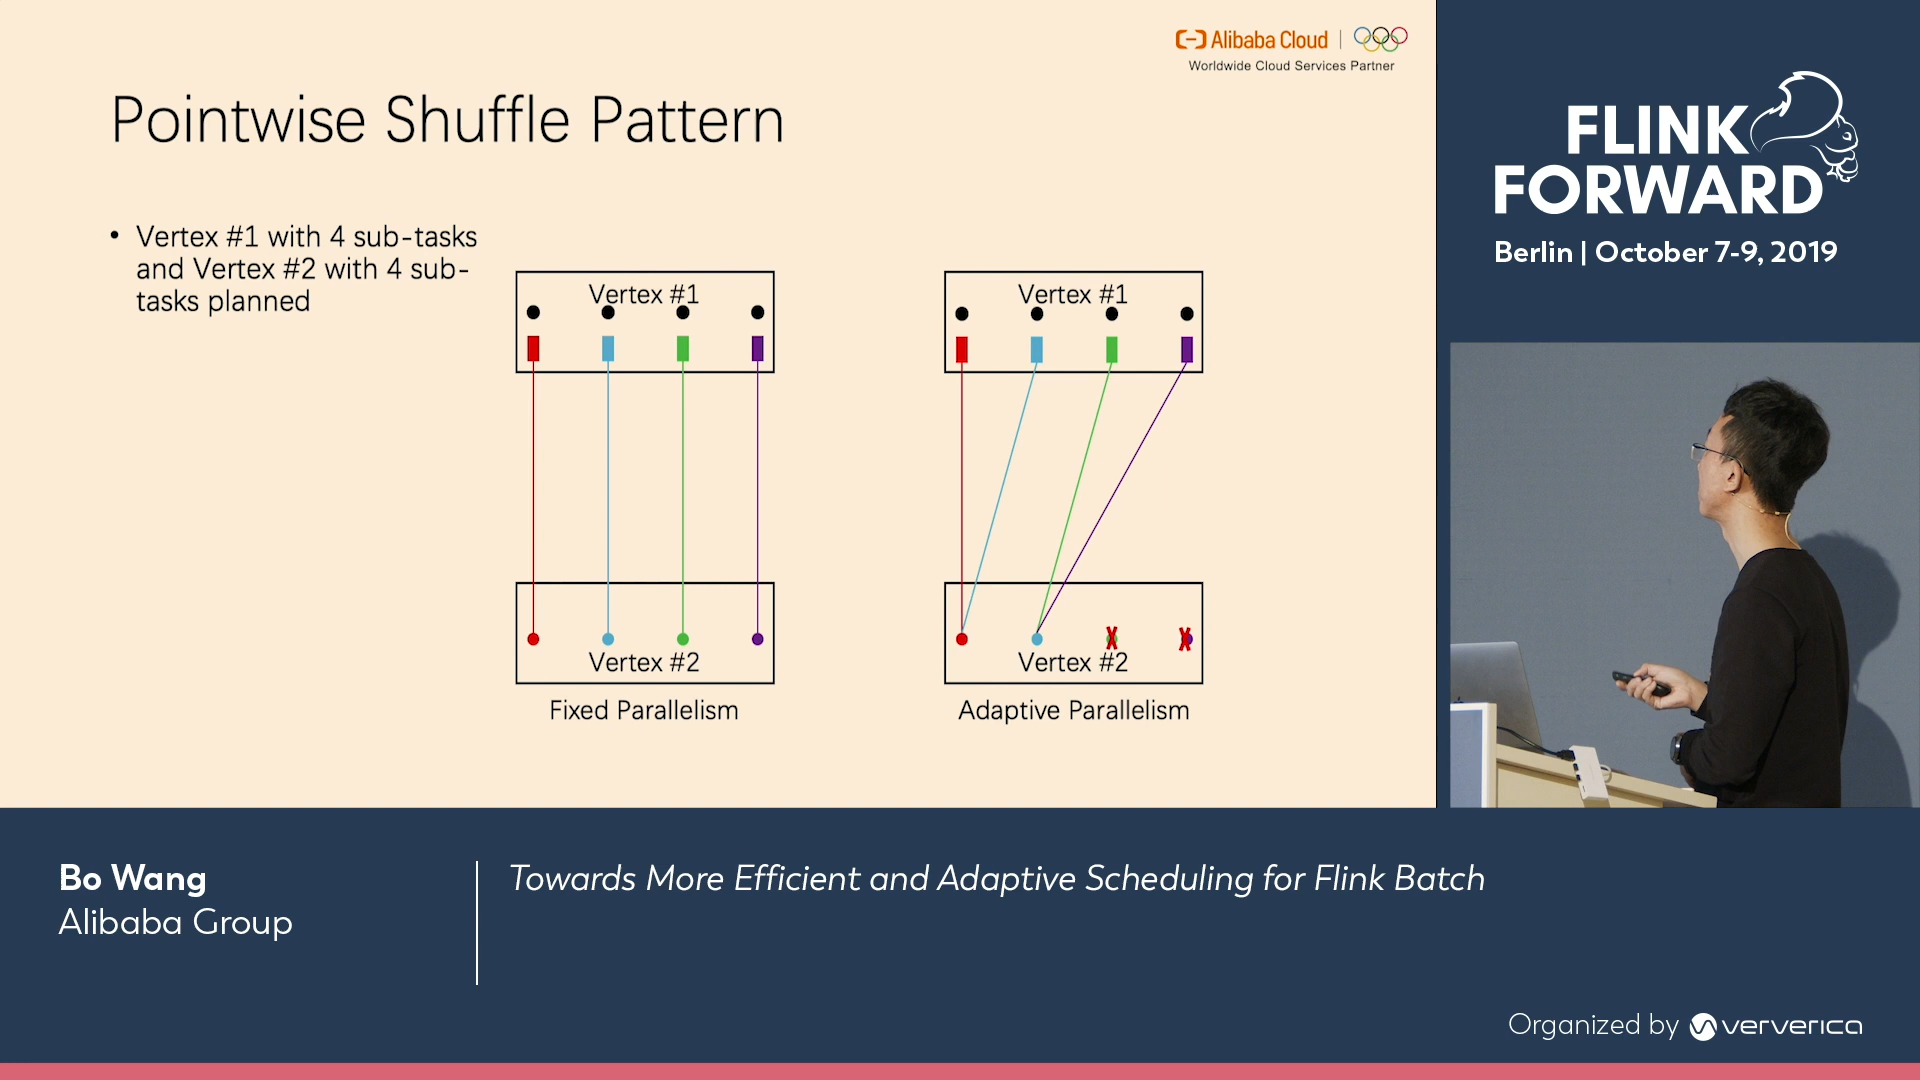 Alibaba Cloud
Worldwide Cloud Services Partner
Pointwise Shuffle Pattern
• Vertex #1 with 4 sub-tasks
and Vertex #2 with 4 sub-
tasks planned
Vertex #1
Vertex #2
Fixed Parallelism
Vertex #1
Vertex #2
Adaptive Parallelism
FLINK
FORWARD
Berlin | October 7-9, 2019
Bo Wang
Alibaba Group
Towards More Efficient and Adaptive Scheduling for Flink Batch
Organized by ververica